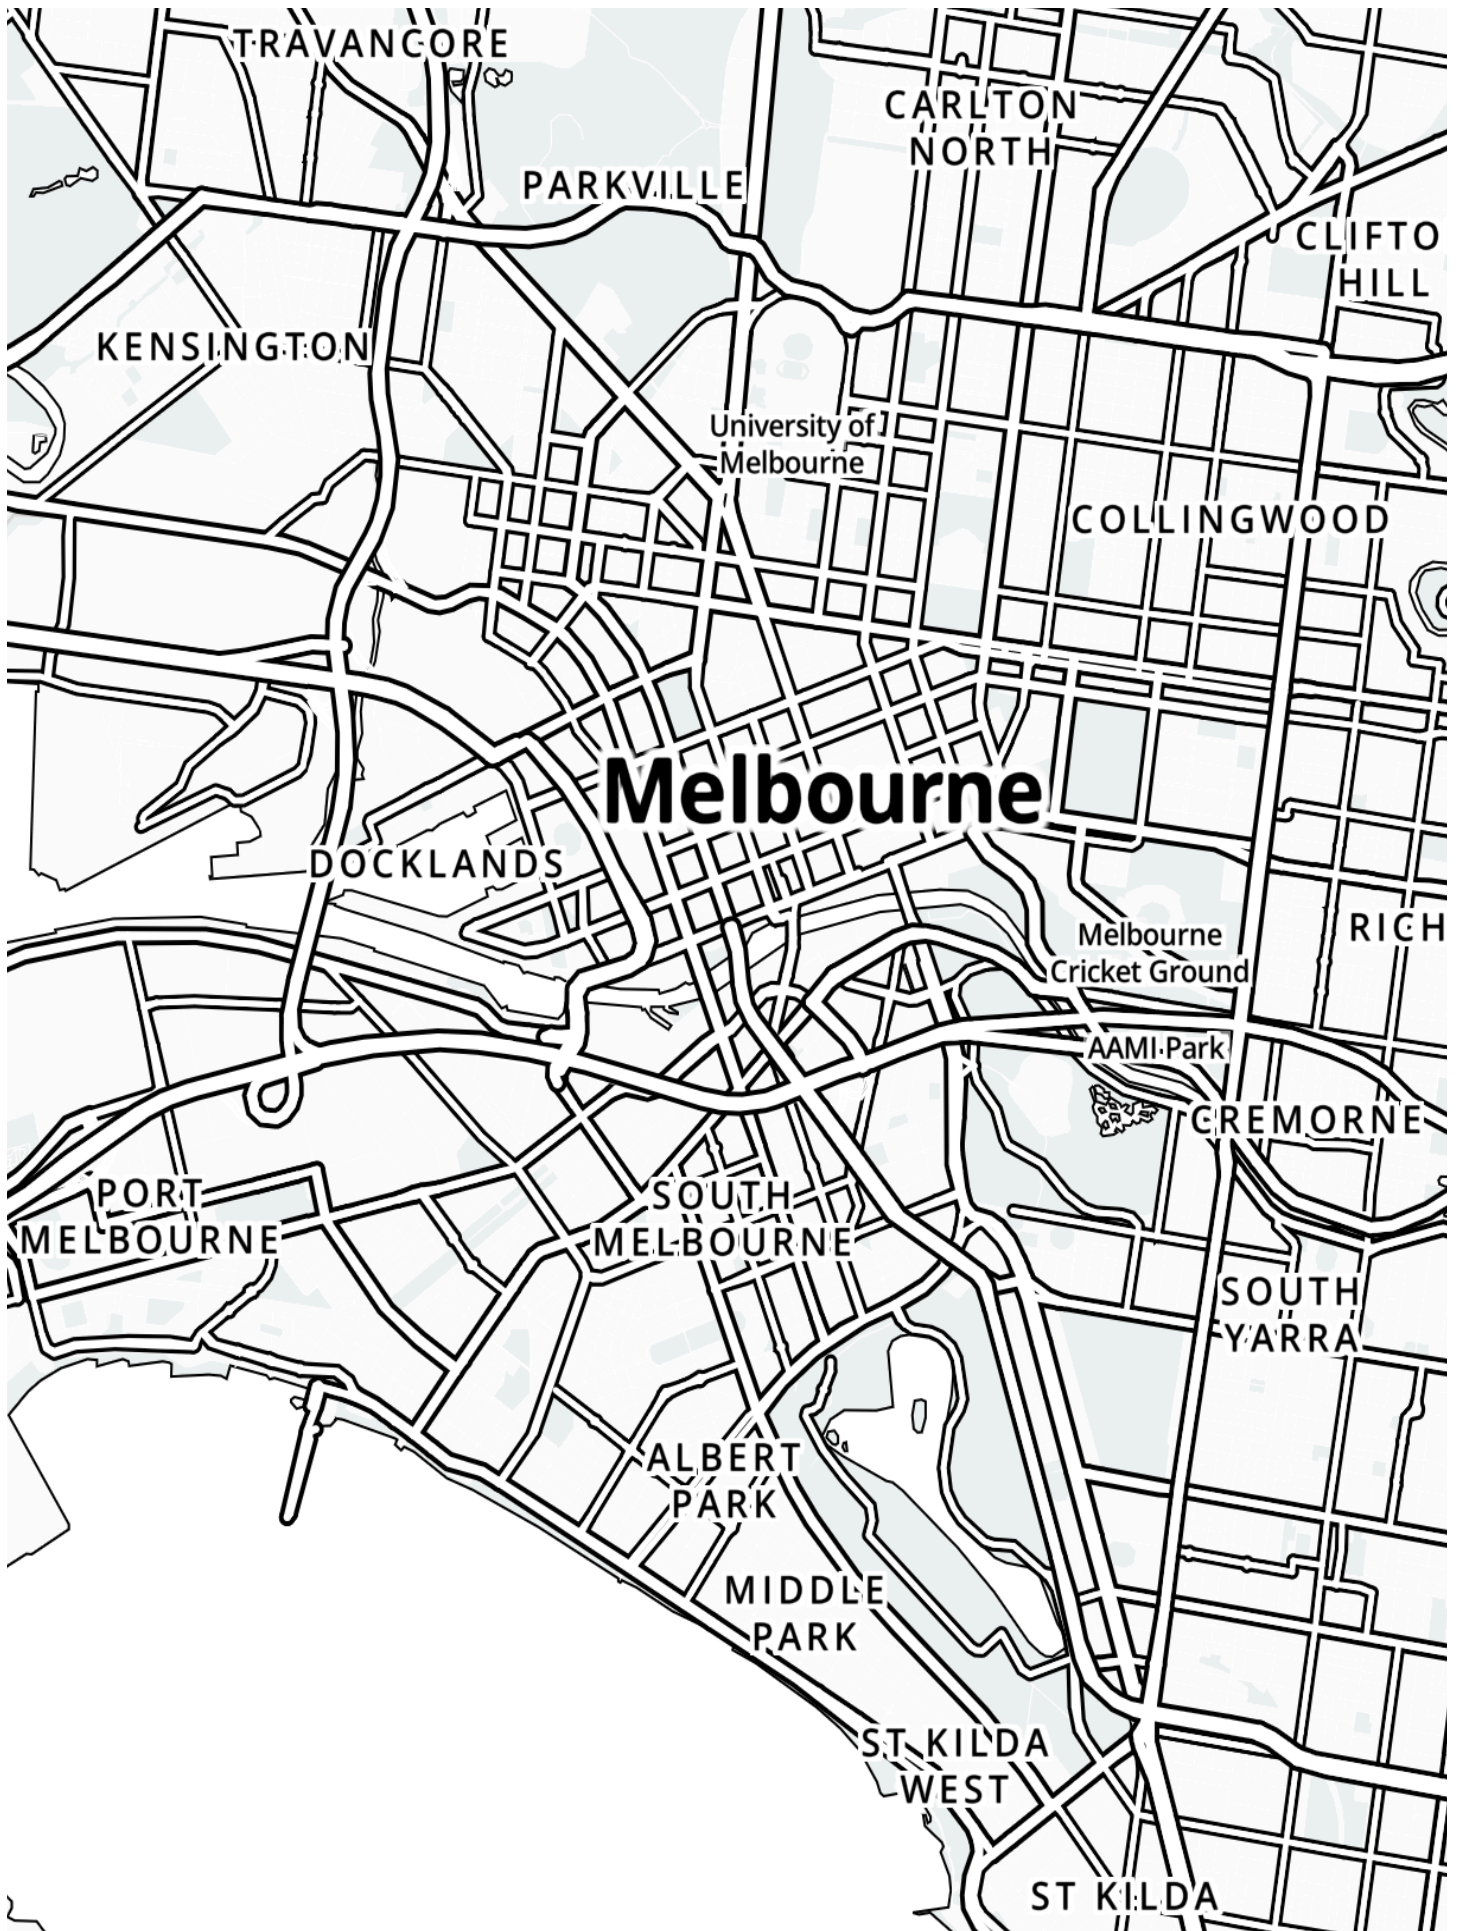 TRAVANCORE
CARLTON
NORTH
PARKVILLE
CLIFTO
HILL
KENSINGTON
University of
Melbourne
COLLINGWOOD
Melbourne
DOCKLANDS
RICH
Melbourne
Cricket Ground
AAMI Park
CREMORNE
PORT
MELBOURNE
SOUTH
MELBOURNE
SOUTH
YARRA
ALBERT
PARK
MIDDLE
PARK
ST KILDA
WEST
ST KILDA